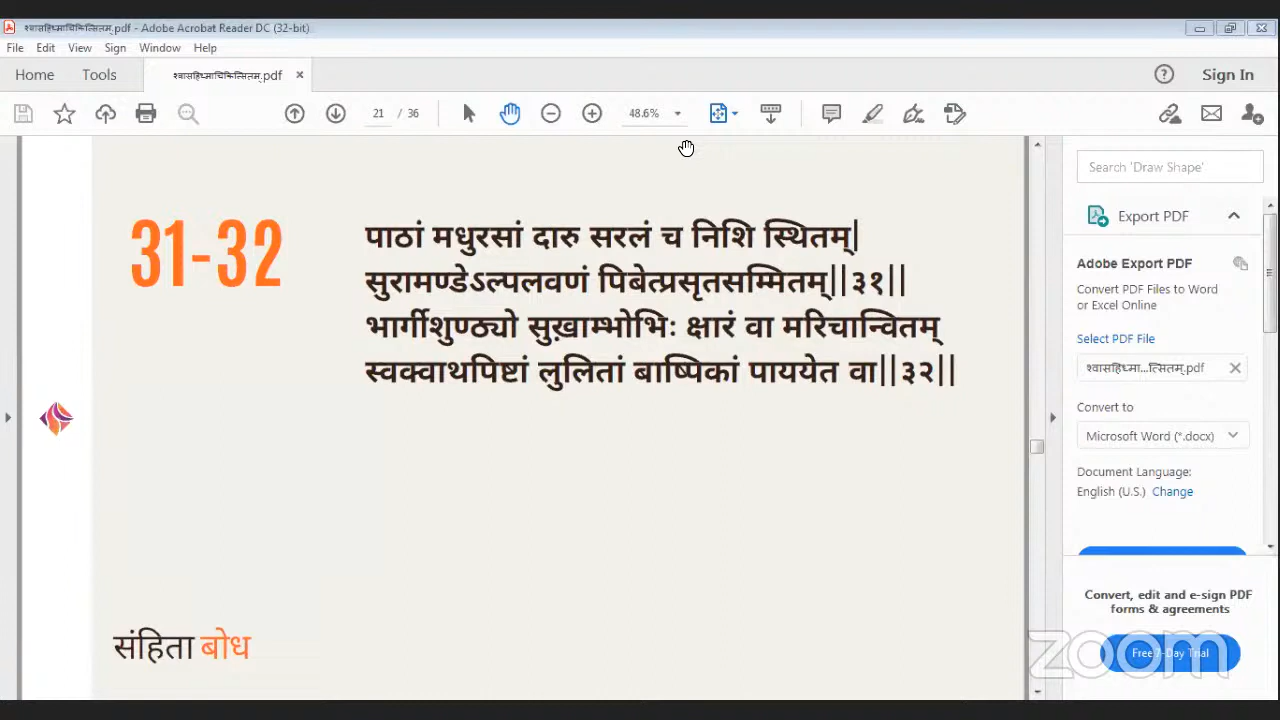 श्वासहिध्माचिकित्सितम्.pdf - Adobe Acrobat Reader DC (32-bit)
File Edit View Sign Window Help
Home Tools श्वासहिध्माचिकित्सितम्.pdf × Sign In
21 / 36 48.6%
Search 'Draw Shape'
Export PDF
Adobe Export PDF
Convert PDF Files to Word
or Excel Online
Select PDF File
श्वासहिध्मा...त्सितम्.pdf
Convert to
Microsoft Word (*.docx)
Document Language:
English (U.S.) Change
Convert, edit and e-sign PDF
forms & agreements
Free 7-Day Trial
zoom
31-32
पाठां मधुरसां दारु सरलं च निशि स्थितम्|
सुरामण्डेऽल्पलवणं पिबेत्प्रसृतसम्मितम्||३१||
भार्गीशुण्ठ्यो सुख़ाम्भोभिः क्षारं वा मरिचान्वितम्
स्वक्वाथपिष्टां लुलितां बाष्पिकां पाययेत वा||३२||
संहिता बोध